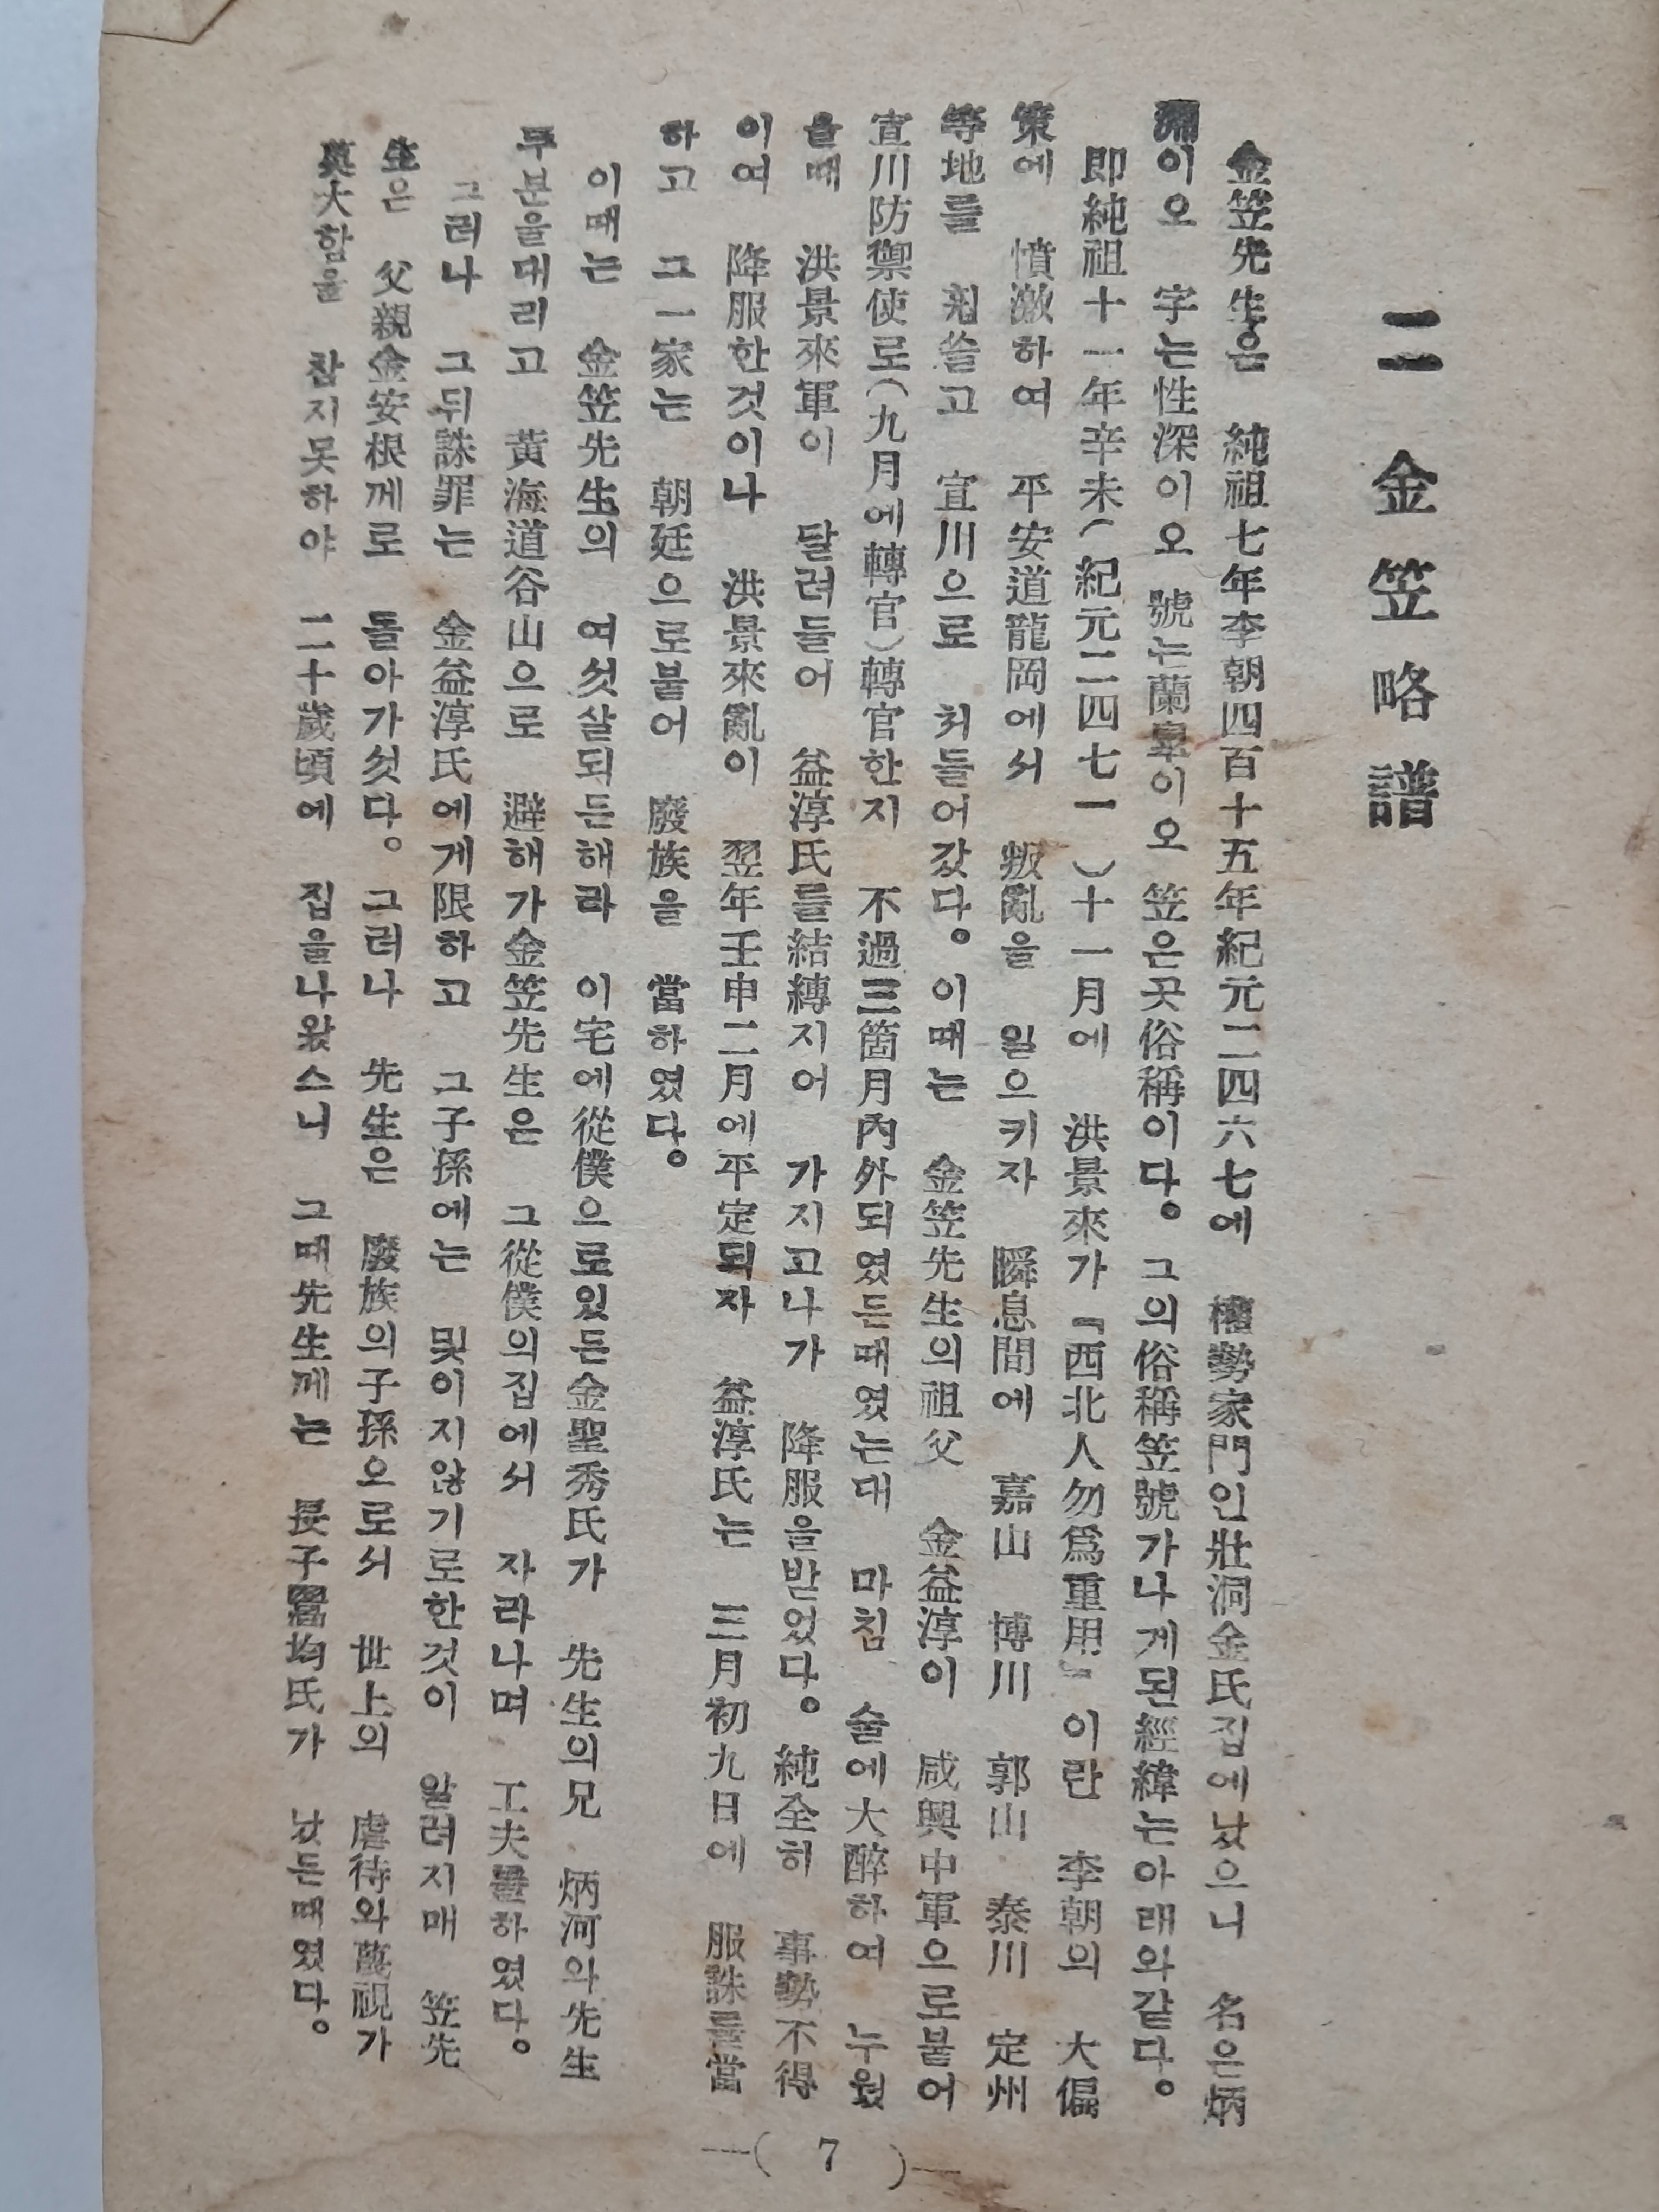 二 金笠略譜
金笠先生은 純祖七年李朝四百十五年紀元二四六七에 權勢家門인壯洞金氏집에났으니 名은炳
淵이오 字는性深이오 號는蘭皐이오 笠은곳俗稱이다。 그의俗稱笠號가나게된經緯는아래와같다。
即純祖十一年辛未(紀元二四七一)十一月에 洪景來가『西北人勿爲重用』이란 李朝의 大偏
策에 憤激하여 平安道龍岡에서 叛亂을 일으키자 瞬息間에 嘉山 博川 郭山 泰川 定州
等地를 휩쓸고 宣川으로 처들어갔다。 이때는 金笠先生의祖父 金益淳이 咸興中軍으로붙어
宣川防禦使로(九月에轉官)轉官한지 不過三箇月內外되였든때였는대 마침 술에大醉하여 누웠
을때 洪景來軍이 달려들어 益淳氏를結縛지어 가지고나가 降服을받었다。 純全히 事勢不得
이여 降服한것이나 洪景來亂이 翌年壬申二月에平定되자 益淳氏는 三月初九日에 服誅를當
하고 그一家는 朝廷으로붙어 廢族을 當하였다。
이때는 金笠先生의 여섯살되든해라 이宅에從僕으로있든金聖秀氏가 先生의兄 炳河와先生
두분을대리고 黃海道谷山으로 避해가金笠先生은 그從僕의집에서 자라나며 工夫를하였다。
그러나 그뒤誅罪는 金益淳氏에게限하고 그子孫에는 및이지않기로한것이 알려지매 笠先
生은 父親金安根께로 돌아가섯다。 그러나 先生은 廢族의子孫으로서 世上의 虐待와蔑視가
莫大함을 참지못하야 二十歲頃에 집을나왔스니 그때先生께는 長子䎱均氏가 났든때였다。
—( 7 )—